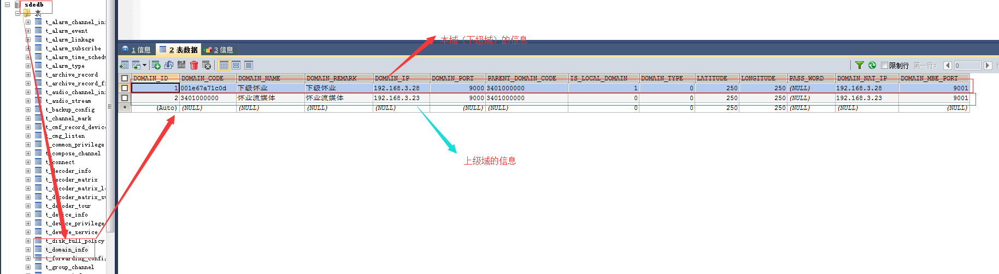 sdedb
表
t_alarm_channel_in
t_alarm_event
t_alarm_linkage
t_alarm_subscribe
t_alarm_time_sched
t_alarm_type
t_archive_record
t_archive_record_f
t_audio_channel_in
t_audio_stream
t_backup_config
t_channel_mark
t_cmf_record_devic
t_cmg_listen
t_common_privilege
t_compose_channel
t_connect
t_decoder_info
t_decoder_matrix
t_decoder_matrix_l
t_decoder_matrix_s
t_decoder_tour
t_device_info
t_device_privilege
t_device_service
t_disk_full_policy
t_domain_info
t_forwarding_confi
t_group_channel
本域（下级域）的信息
1 信息 2 表数据 3 信息
限制行 第一行: 0 行
DOMAIN_ID DOMAIN_CODE DOMAIN_NAME DOMAIN_REMARK DOMAIN_IP DOMAIN_PORT PARENT_DOMAIN_CODE IS_LOCAL_DOMAIN DOMAIN_TYPE LATITUDE LONGITUDE PASS_WORD DOMAIN_NAT_IP DOMAIN_MBE_PORT
1 001e67a71c0d 下级怀业 下级怀业 192.168.3.28 9000 3401000000 1 0 250 250 (NULL) 192.168.3.28 9001
2 3401000000 怀业流媒体 怀业流媒体 192.168.3.23 9000 3401000000 0 0 250 250 (NULL) 192.168.3.23 9001
* (Auto) (NULL) (NULL) (NULL) (NULL) (NULL) (NULL) 0 0 250 250 (NULL) (NULL) (NULL)
上级域的信息